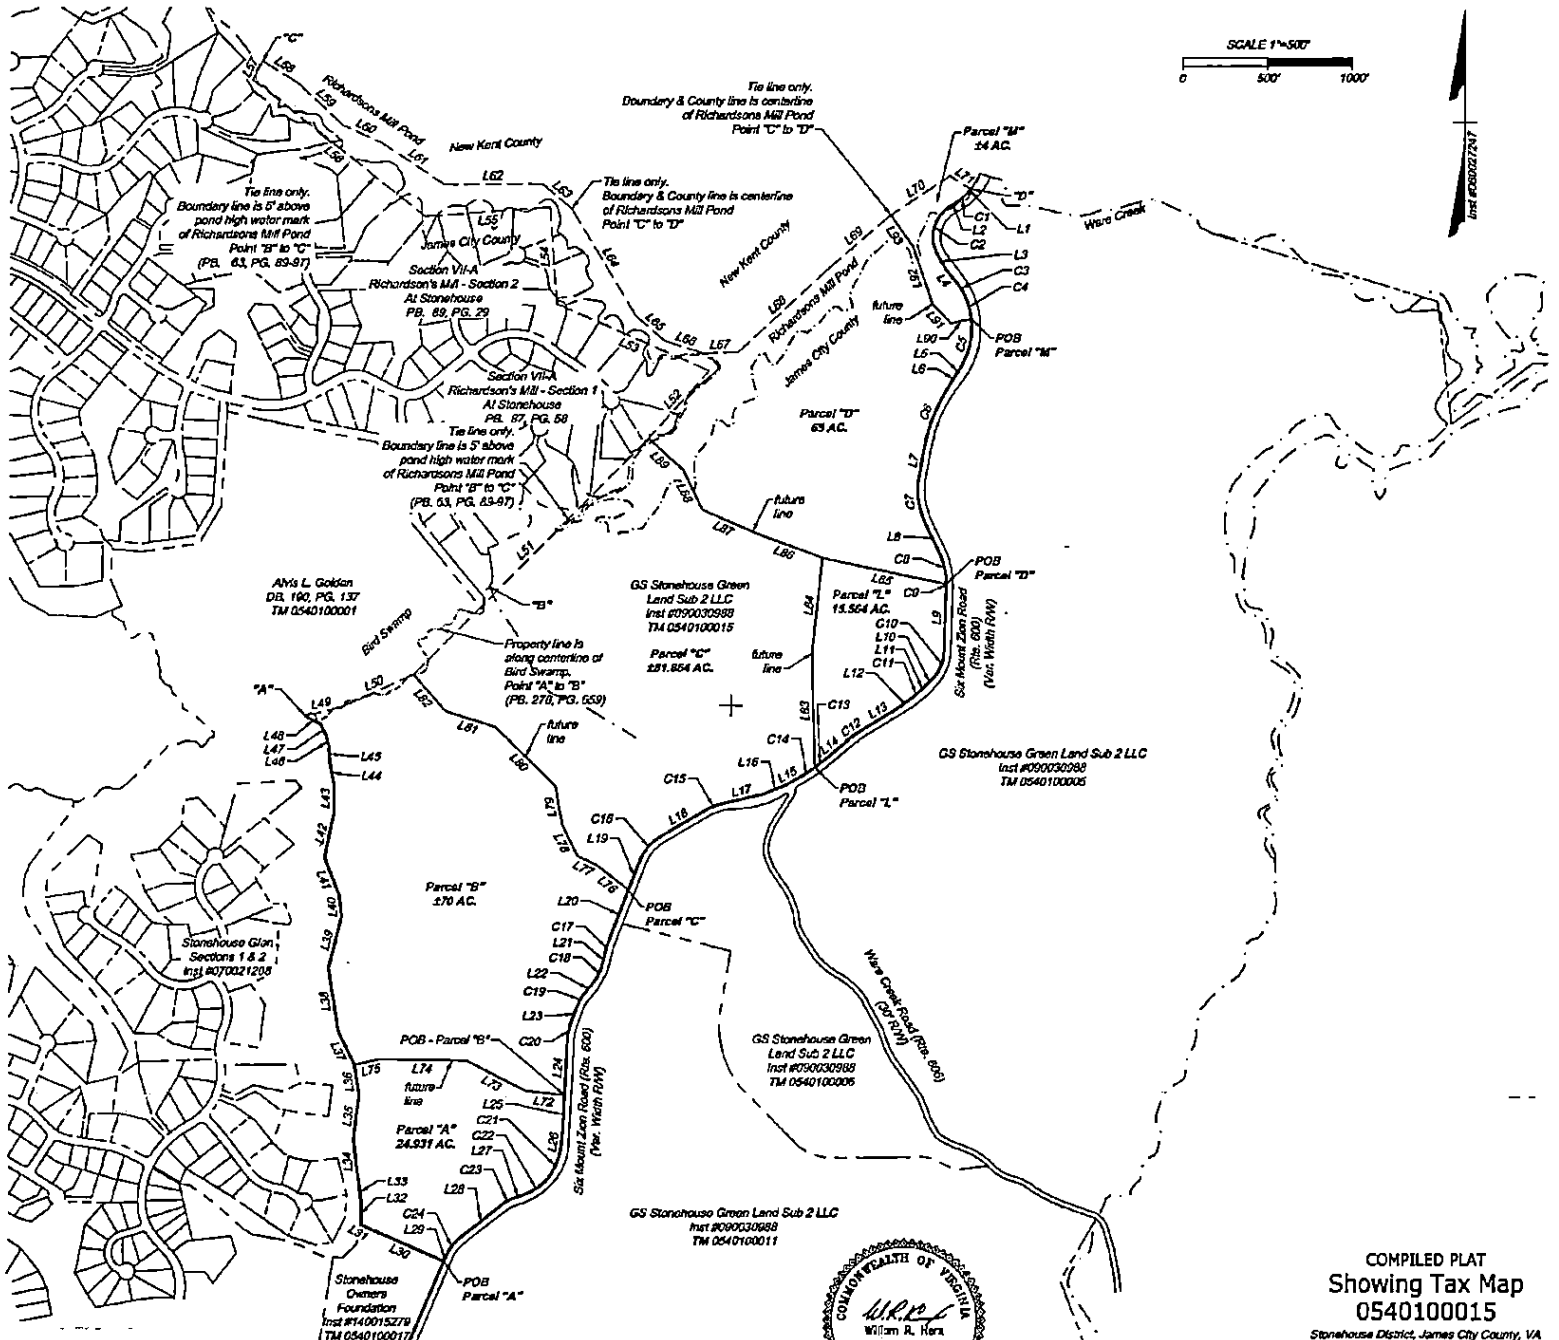 SCALE 1"=500'
0
500'
1000'
Inst #060027247
"C"
L57
L58
L59
Richardsons Mill Pond
L60
L61
L56
New Kent County
L62
L63
L55
L54
James City County
L64
L65
L66
L67
L53
L52
Tie line only.
Boundary line is 5' above
pond high water mark
of Richardsons Mill Pond
Point "B" to "C"
(PB. 63, PG. 89-97)
Section VII-A
Richardson's Mill - Section 2
At Stonehouse
PB. 89, PG. 29
Tie line only.
Boundary & County line is centerline
of Richardsons Mill Pond
Point "C" to "D"
Tie line only.
Boundary & County line is centerline
of Richardsons Mill Pond
Point "C" to "D"
Parcel "M"
±4 AC.
L70
L71
"D"
Ware Creek
C1
L1
L2
C2
L69
L93
L3
C3
New Kent County
L4
C4
L92
L68
Richardsons Mill Pond
future
line
L91
L90
POB
Parcel "M"
James City County
C5
L5
L6
Section VII-A
Richardson's Mill - Section 1
At Stonehouse
PB. 87, PG. 58
Parcel "D"
63 AC.
C6
Tie line only.
Boundary line is 5' above
pond high water mark
of Richardsons Mill Pond
Point "B" to "C"
(PB. 63, PG. 89-97)
L89
L88
L7
C7
future
line
L87
L86
L8
L51
C8
POB
Parcel "D"
L85
C9
Alvis L. Golden
DB. 190, PG. 137
TM 0540100001
"B"
GS Stonehouse Green
Land Sub 2 LLC
Inst #090030988
TM 0540100015
L84
Parcel "L"
15.564 AC.
L9
C10
L10
L11
C11
Six Mount Zion Road
(Rte. 600)
(Var. Width R/W)
Bird Swamp
Property line is
along centerline of
Bird Swamp,
Point "A" to "B"
(PB. 278, PG. 659)
Parcel "C"
±81.664 AC.
future
line
L12
"A"
L50
L49
L82
L83
C13
L13
C12
L48
L47
L46
L81
future
line
C14
L14
L45
L44
L80
L16
L15
POB
Parcel "L"
GS Stonehouse Green Land Sub 2 LLC
Inst #090030988
TM 0540100005
C15
L17
L43
L79
L18
C16
L42
L19
L78
L77
L76
L41
Parcel "B"
±70 AC.
L40
L20
POB
Parcel "C"
L39
C17
L21
C18
Stonehouse Glen
Sections 1 & 2
Inst #070021208
L22
C19
L38
L23
C20
Ware Creek Road (Rte. 606)
(30' R/W)
POB - Parcel "B"
L37
L75
L74
L24
GS Stonehouse Green
Land Sub 2 LLC
Inst #090030988
TM 0540100006
L36
future
line
L73
L72
L25
L35
Parcel "A"
24.931 AC.
C21
C22
L27
L26
Six Mount Zion Road (Rte. 600)
(Var. Width R/W)
C23
L34
L33
L28
L32
C24
L31
L29
L30
GS Stonehouse Green Land Sub 2 LLC
Inst #090030988
TM 0540100011
Stonehouse
Owners
Foundation
Inst #140015279
TM 0540100017
POB
Parcel "A"
COMMONWEALTH OF VIRGINIA
William R. Horn
COMPILED PLAT
Showing Tax Map
0540100015
Stonehouse District, James City County, VA